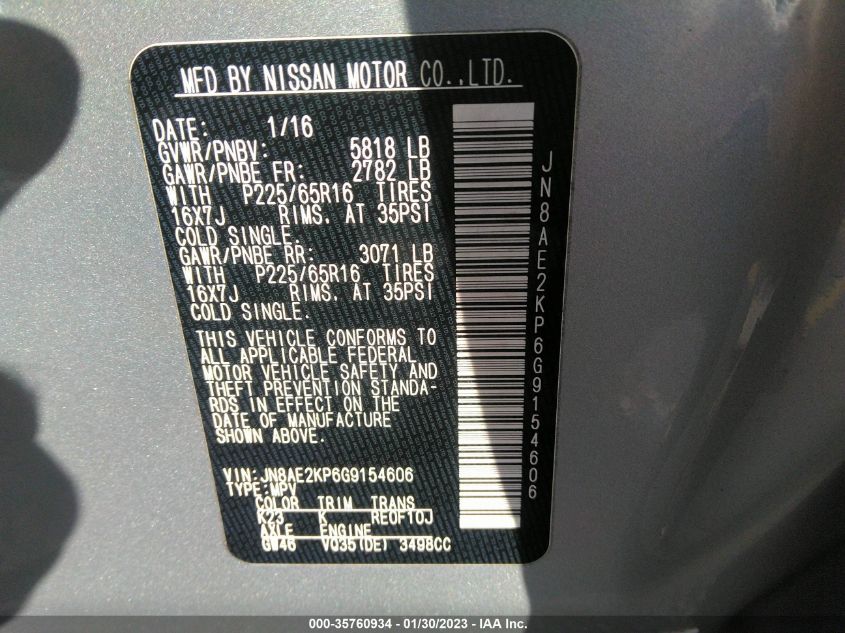 MFD BY NISSAN MOTOR CO.,LTD.
DATE: 1/16
GVWR/PNBV: 5818 LB
GAWR/PNBE FR: 2782 LB
WITH P225/65R16 TIRES
16X7J RIMS. AT 35PSI
COLD SINGLE.
GAWR/PNBE RR: 3071 LB
WITH P225/65R16 TIRES
16X7J RIMS. AT 35PSI
COLD SINGLE.
THIS VEHICLE CONFORMS TO
ALL APPLICABLE FEDERAL
MOTOR VEHICLE SAFETY AND
THEFT PREVENTION STANDA-
RDS IN EFFECT ON THE
DATE OF MANUFACTURE
SHOWN ABOVE.
VIN:JN8AE2KP6G9154606
TYPE:MPV
COLOR TRIM TRANS
K23 K RE0F10J
AXLE ENGINE
GW46 VQ35(DE) 3498CC
JN8AE2KP6G9154606
000-35760934 — 01/30/2023 — IAA Inc.